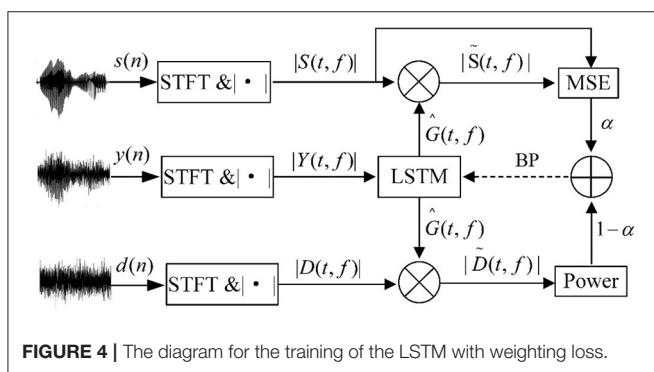 s(n) STFT &| • | |S(t, f)| |S̃(t, f)| MSE
Ĝ(t, f) α
y(n) STFT &| • | |Y(t, f)| LSTM BP
Ĝ(t, f) 1−α
d(n) STFT &| • | |D(t, f)| |D̃(t, f)| Power
FIGURE 4 | The diagram for the training of the LSTM with weighting loss.